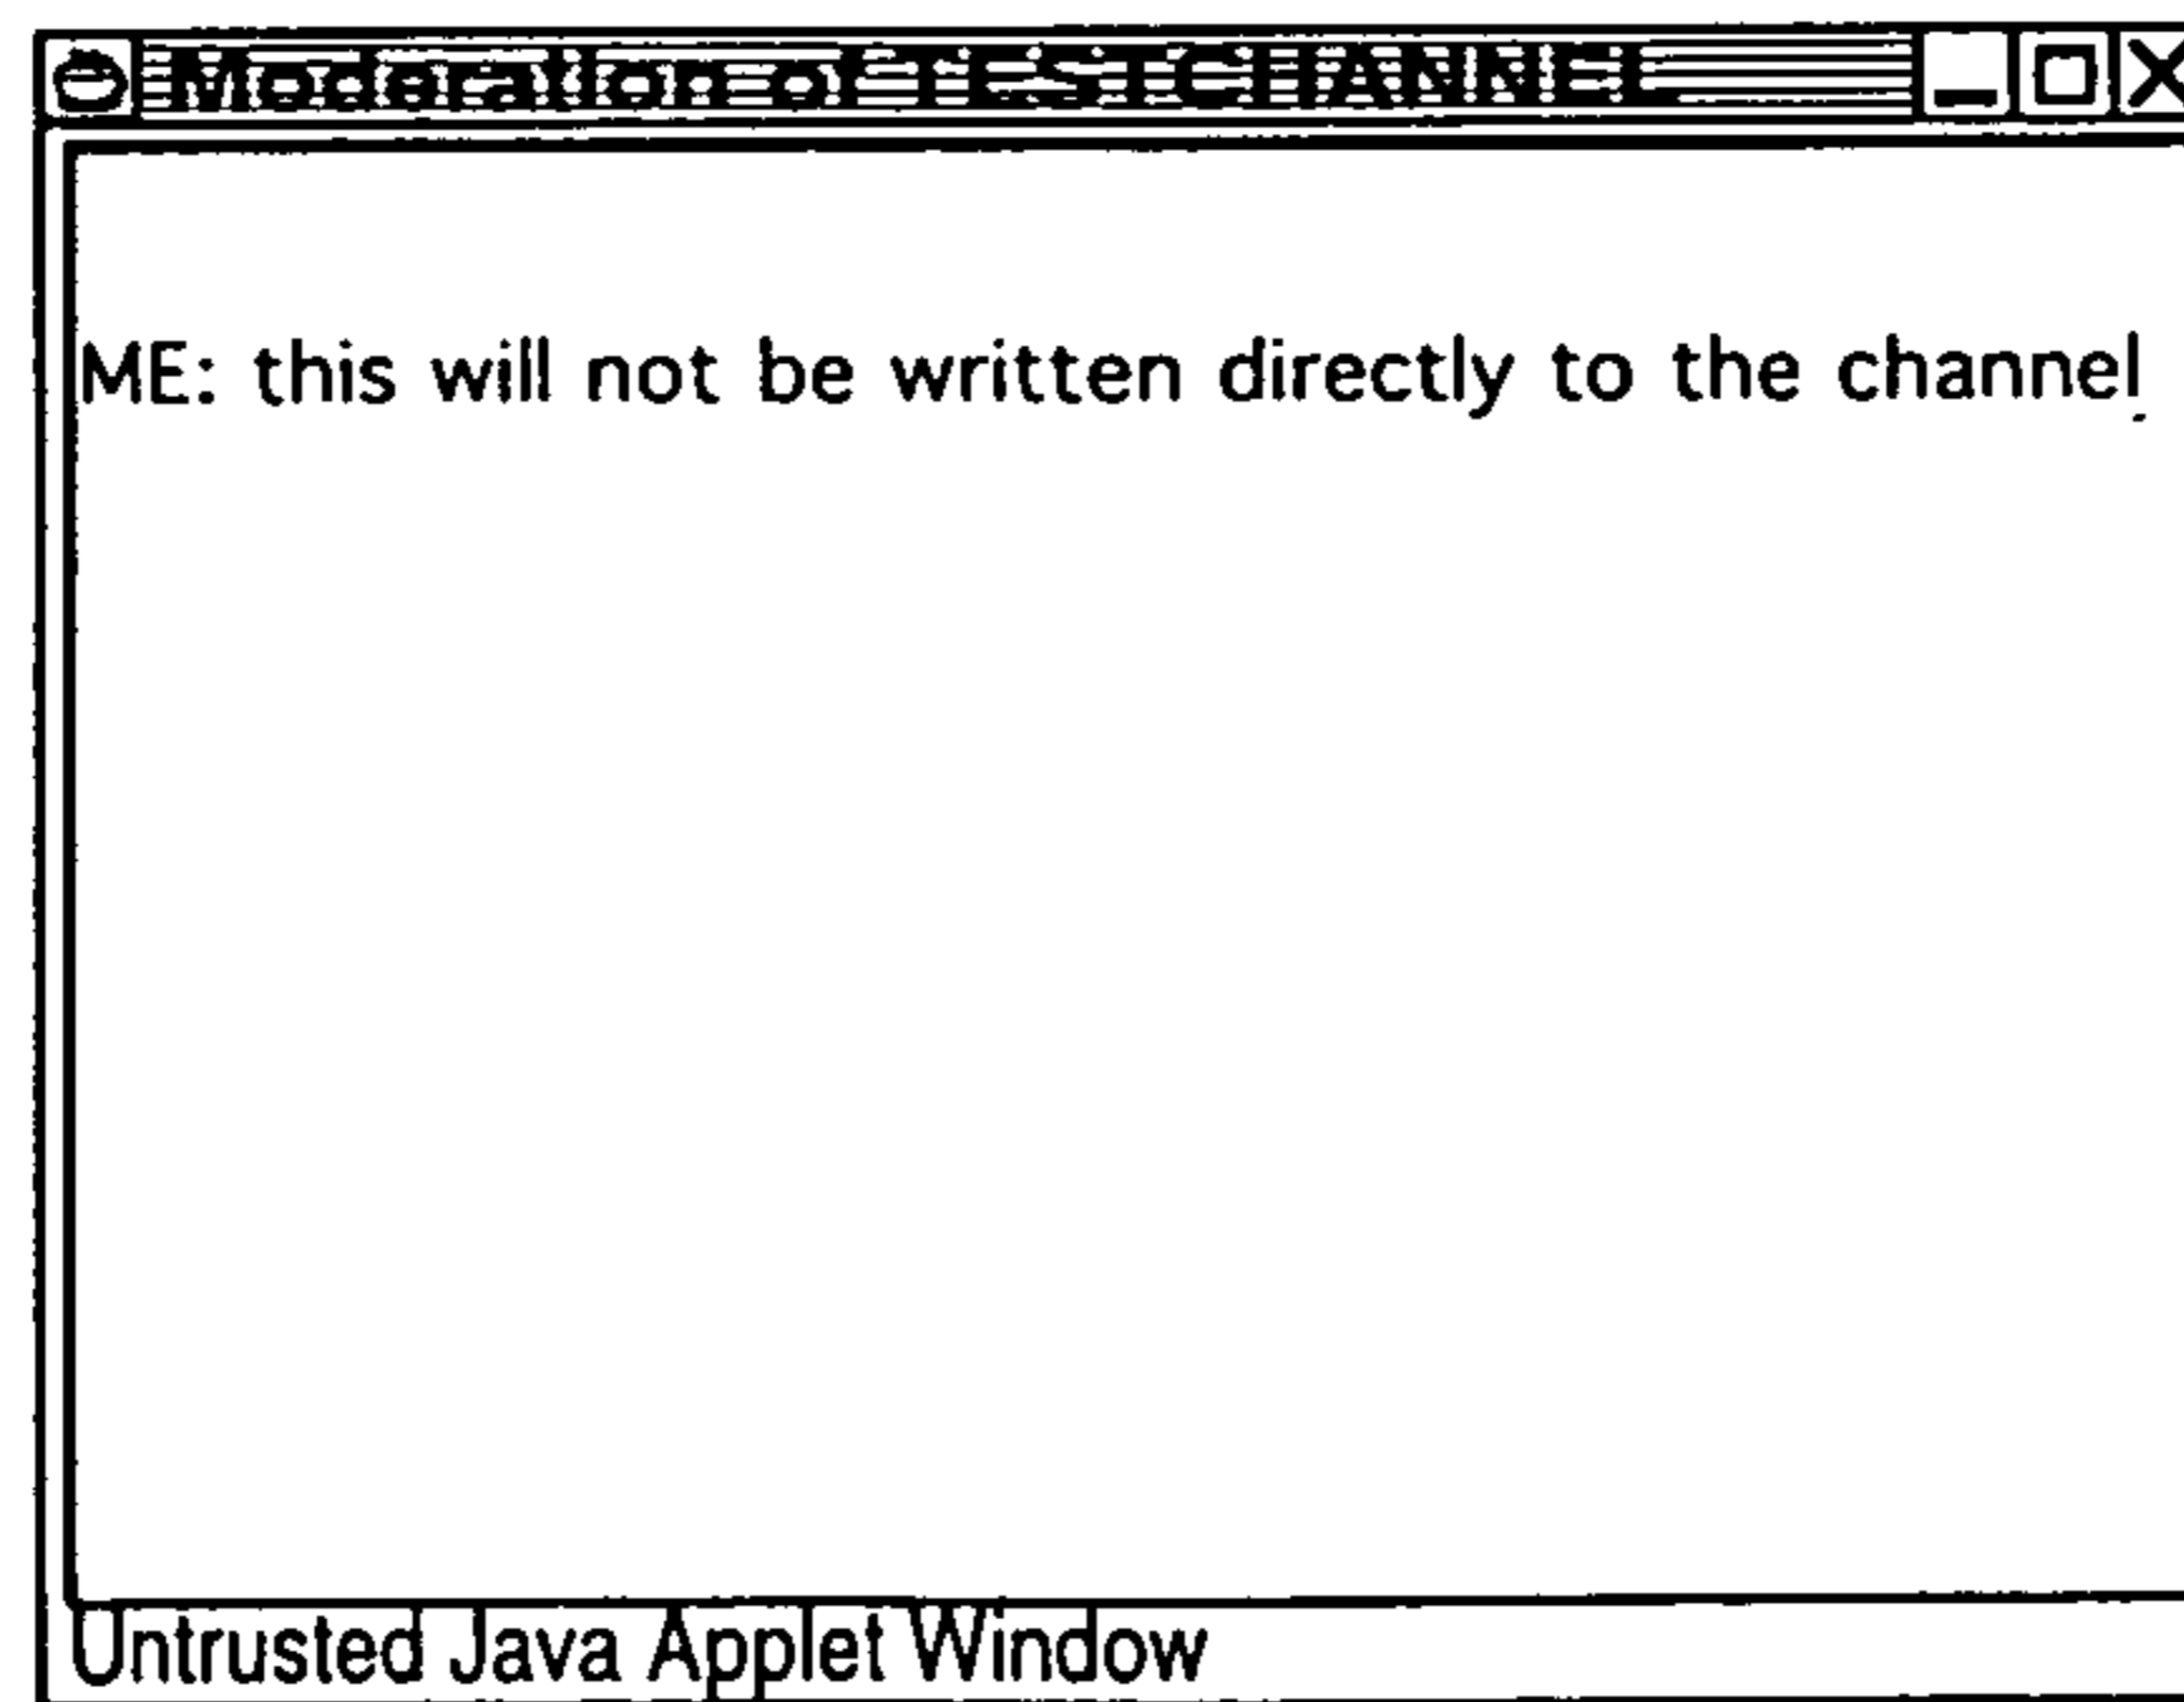 Moderation of TESTCHANNEL
ME: this will not be written directly to the channel
Untrusted Java Applet Window